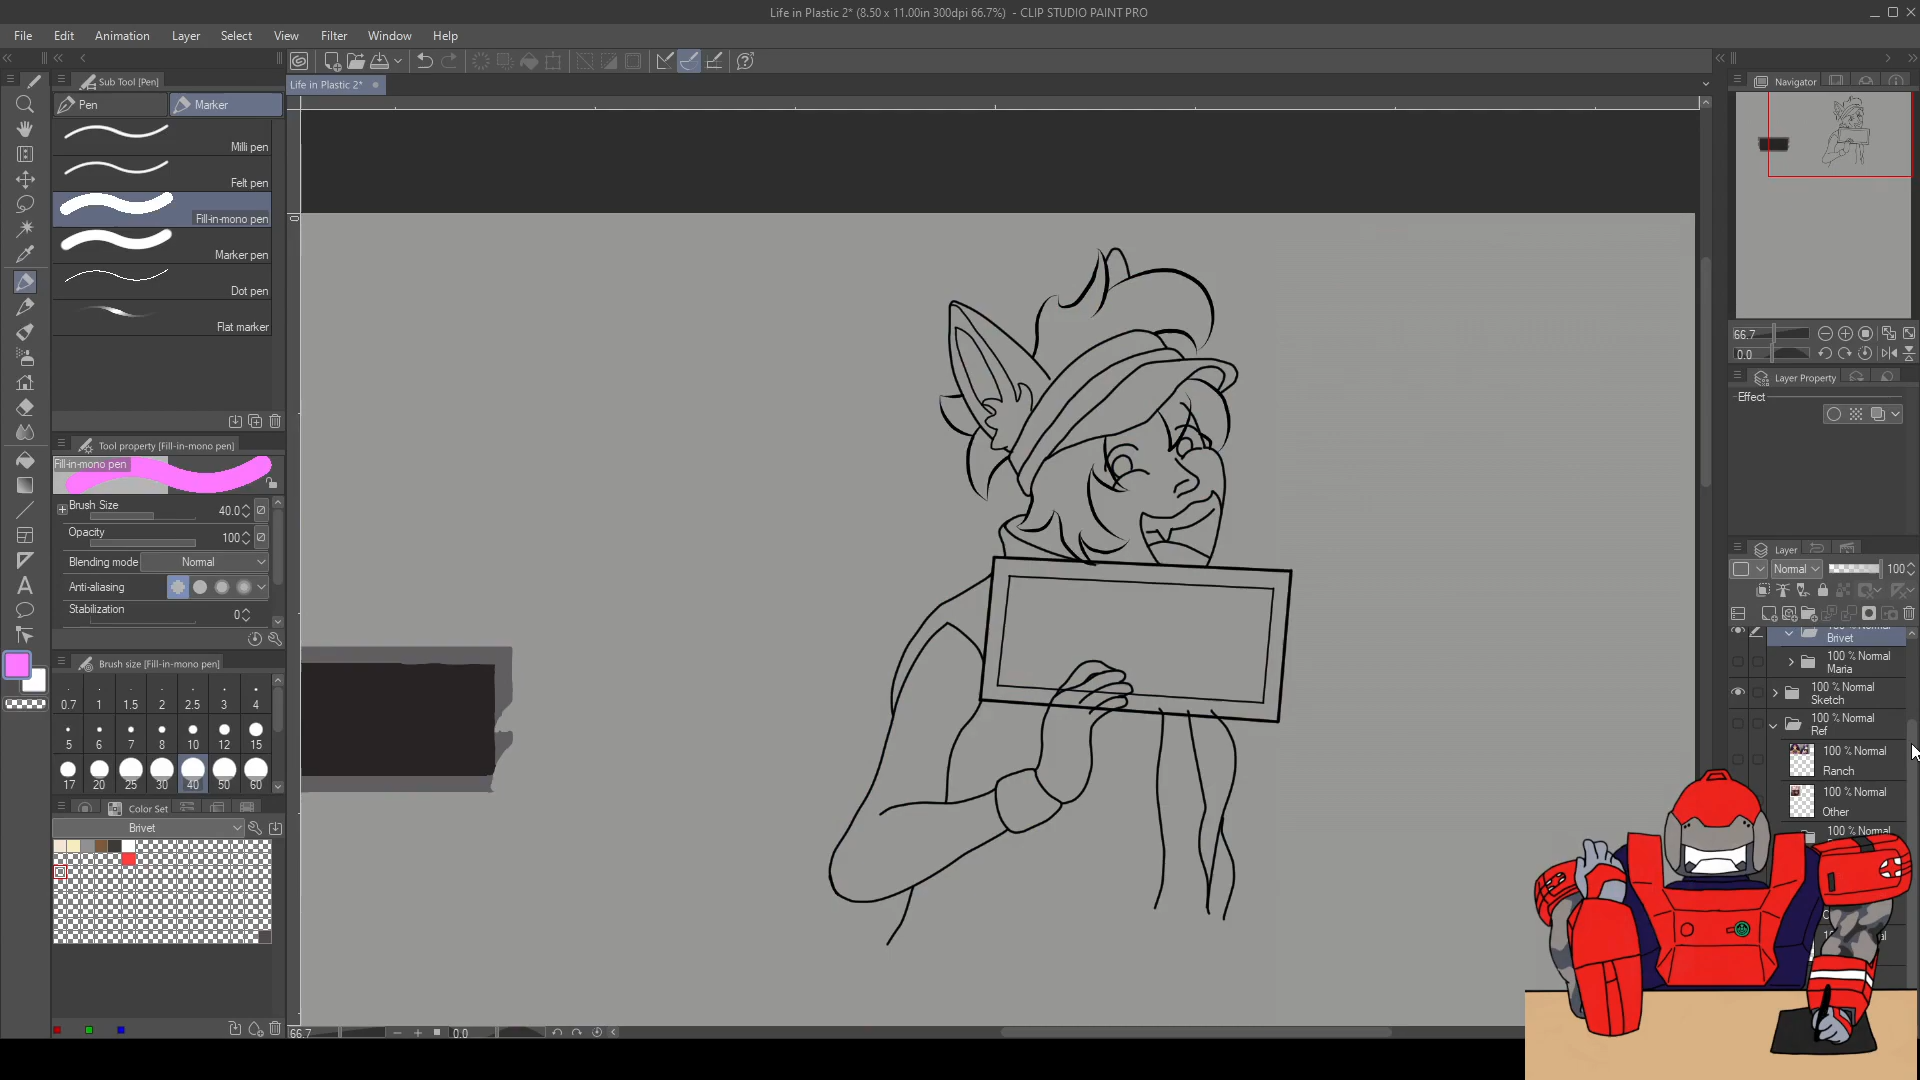 Life in Plastic 2* (8.50 x 11.00in 300dpi 66.7%)  - CLIP STUDIO PAINT PRO
File Edit Animation Layer Select View Filter Window Help
Sub Tool [Pen]
Life in Plastic 2*
Navigator
Pen Marker
Milli pen
Felt pen
Fill-in-mono pen
Marker pen
Dot pen
Flat marker
66.7
0.0
Layer Property
Effect
Tool property [Fill-in-mono pen]
Fill-in-mono pen
Brush Size 40.0
Opacity 100
Blending mode Normal
Anti-aliasing
Stabilization 0
Layer
Normal 100
Brivet
100 % Normal
Maria
100 % Normal
Sketch
100 % Normal
Ref
100 % Normal
Ranch
100 % Normal
Other
100 % Normal
Brush size [Fill-in-mono pen]
0.7 1 1.5 2 2.5 3 4
5 6 7 8 10 12 15
17 20 25 30 40 50 60
Color Set
Brivet
66.7 0.0